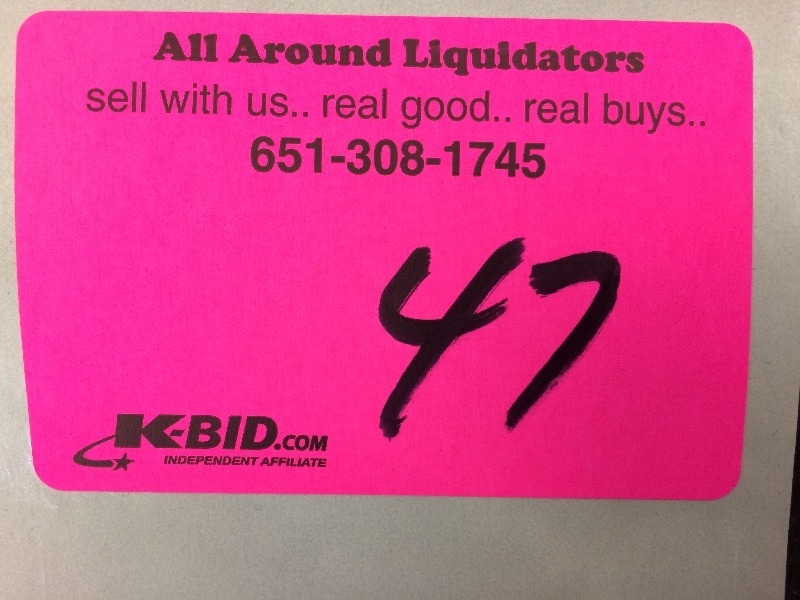 All Around Liquidators
sell with us.. real good.. real buys..
651-308-1745
47
K-BID.COM
INDEPENDENT AFFILIATE